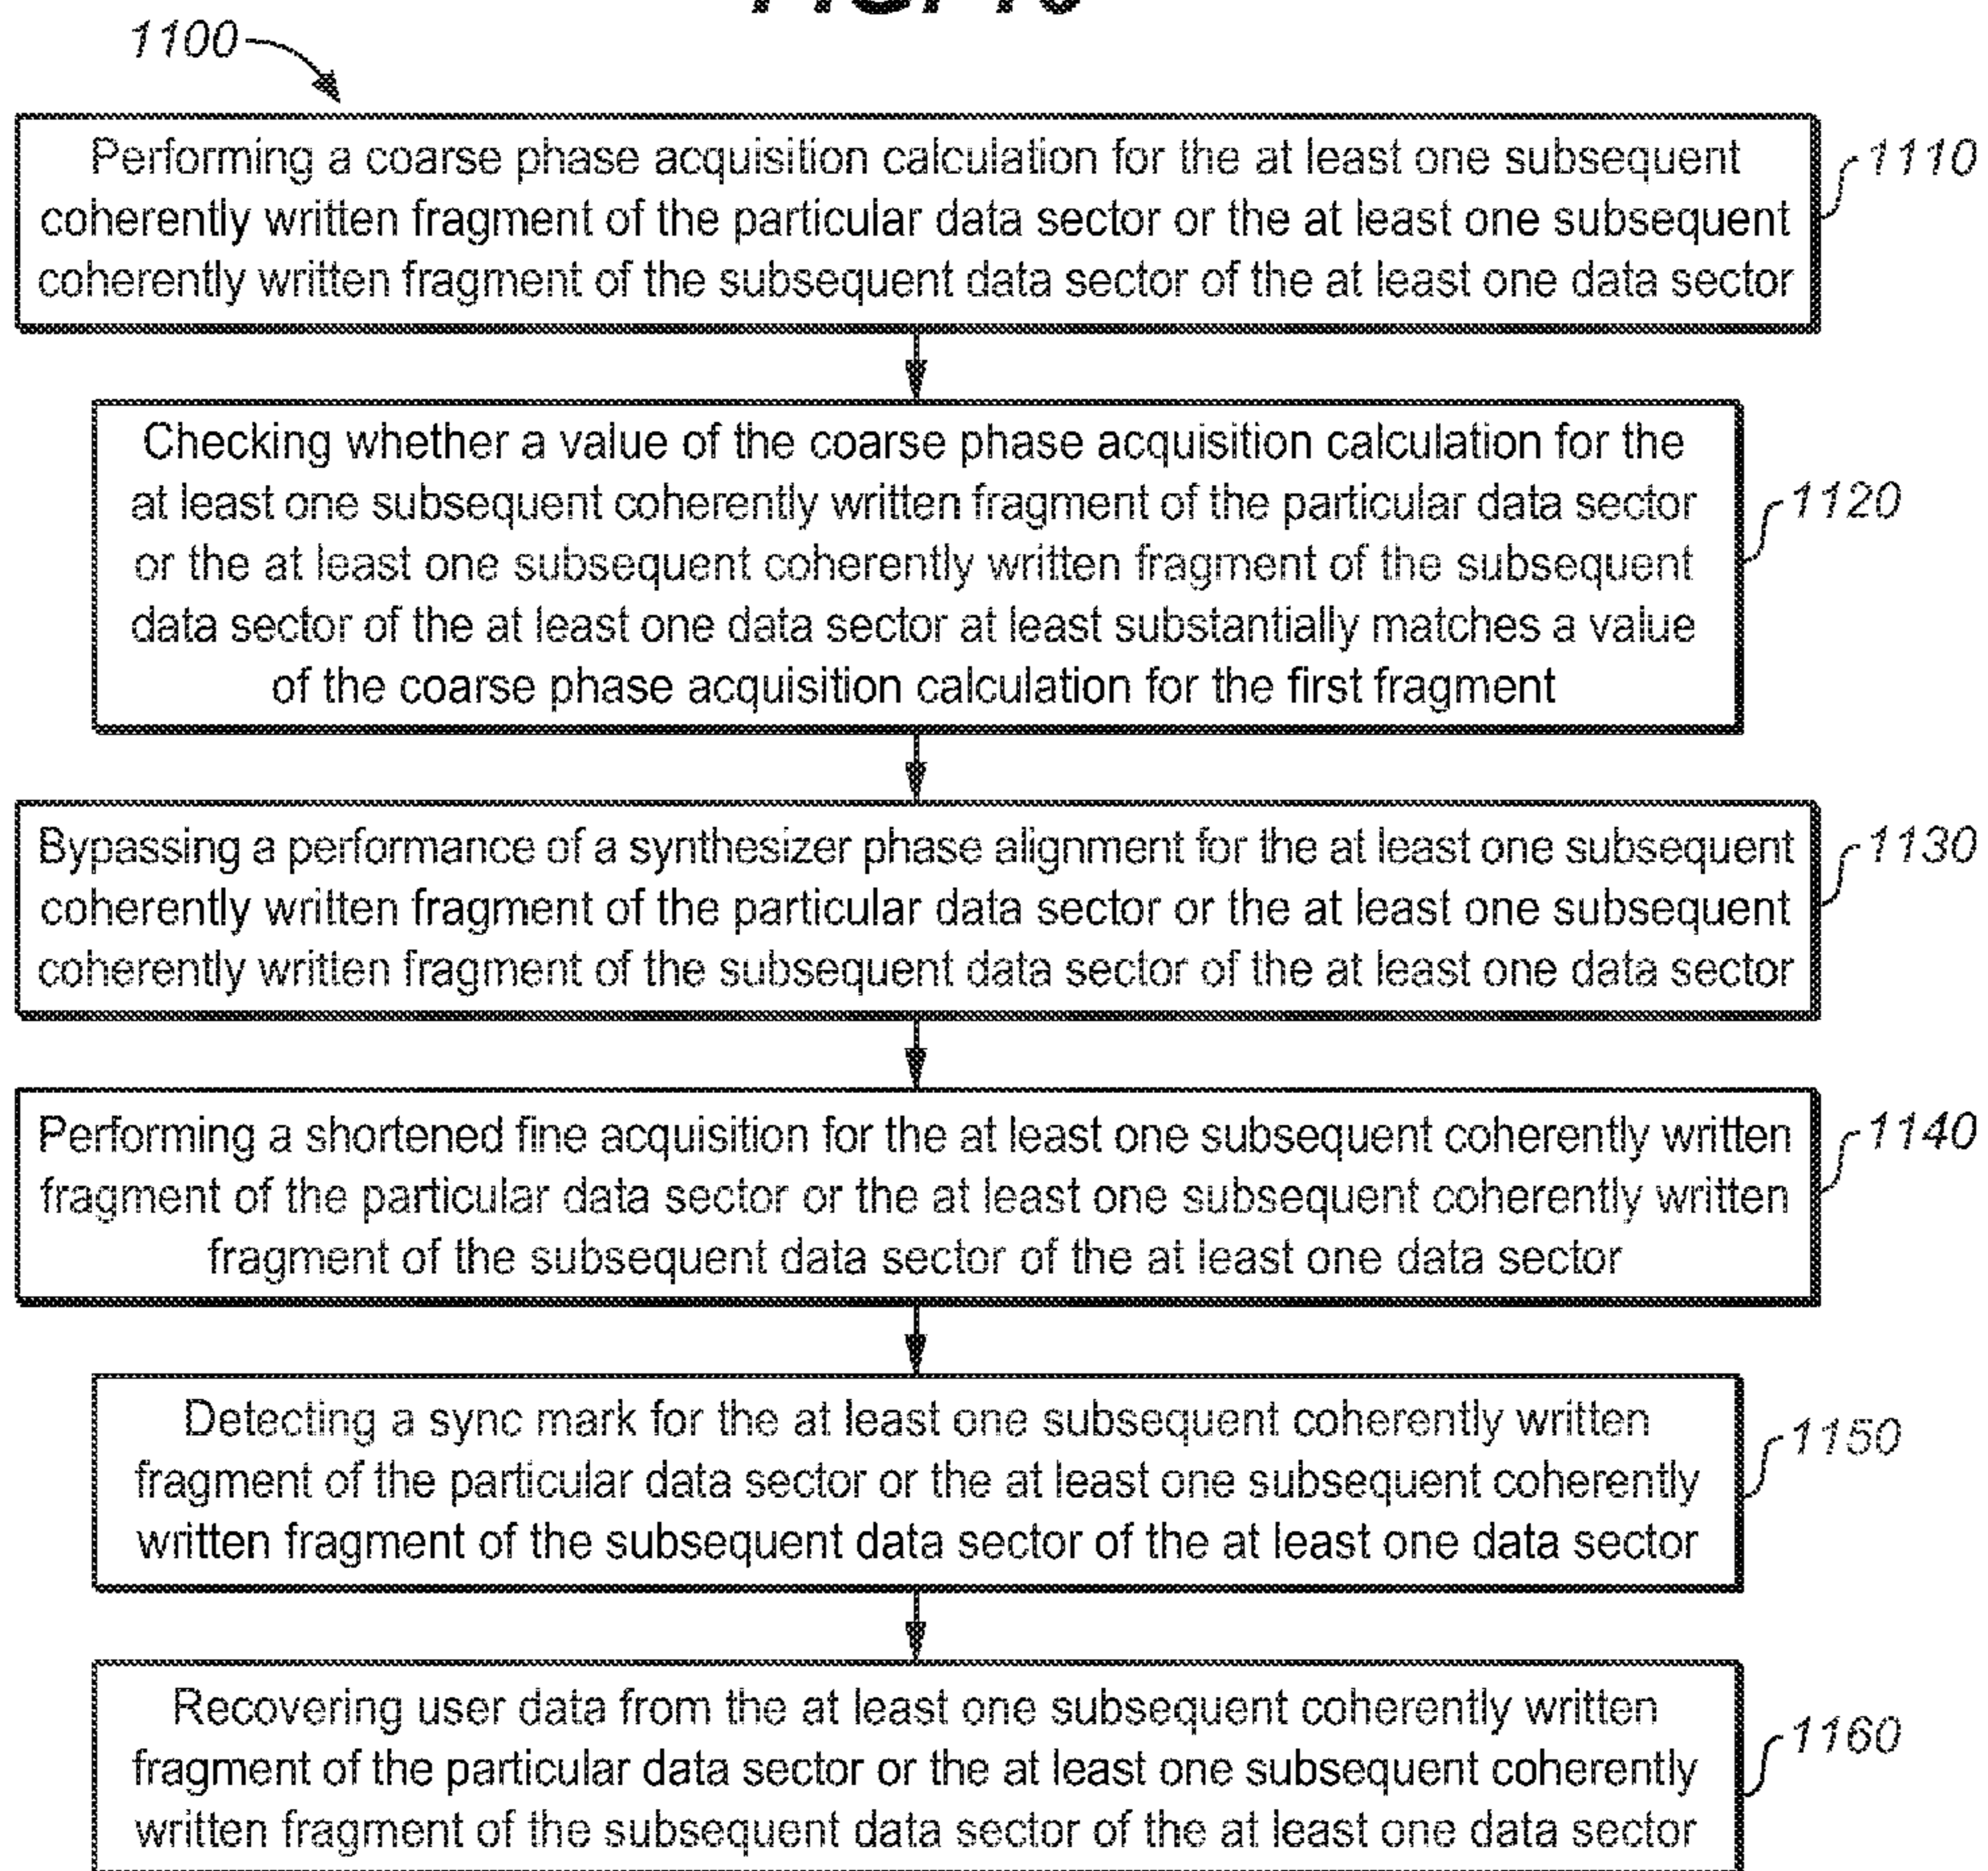 1100
Performing a coarse phase acquisition calculation for the at least one subsequent
coherently written fragment of the particular data sector or the at least one subsequent
coherently written fragment of the subsequent data sector of the at least one data sector
1110
Checking whether a value of the coarse phase acquisition calculation for the
at least one subsequent coherently written fragment of the particular data sector
or the at least one subsequent coherently written fragment of the subsequent
data sector of the at least one data sector at least substantially matches a value
of the coarse phase acquisition calculation for the first fragment
1120
Bypassing a performance of a synthesizer phase alignment for the at least one subsequent
coherently written fragment of the particular data sector or the at least one subsequent
coherently written fragment of the subsequent data sector of the at least one data sector
1130
Performing a shortened fine acquisition for the at least one subsequent coherently written
fragment of the particular data sector or the at least one subsequent coherently written
fragment of the subsequent data sector of the at least one data sector
1140
Detecting a sync mark for the at least one subsequent coherently written
fragment of the particular data sector or the at least one subsequent coherently
written fragment of the subsequent data sector of the at least one data sector
1150
Recovering user data from the at least one subsequent coherently written
fragment of the particular data sector or the at least one subsequent coherently
written fragment of the subsequent data sector of the at least one data sector
1160